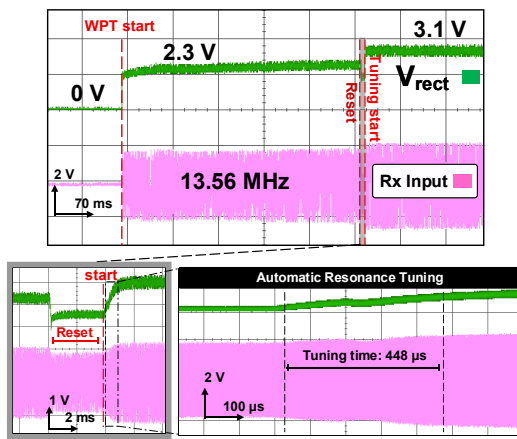 WPT start
0 V
2.3 V
3.1 V
Reset
Tuning start
Vrect
2 V
70 ms
13.56 MHz
Rx Input
start
Reset
1 V
2 ms
Automatic Resonance Tuning
Tuning time: 448 µs
2 V
100 µs